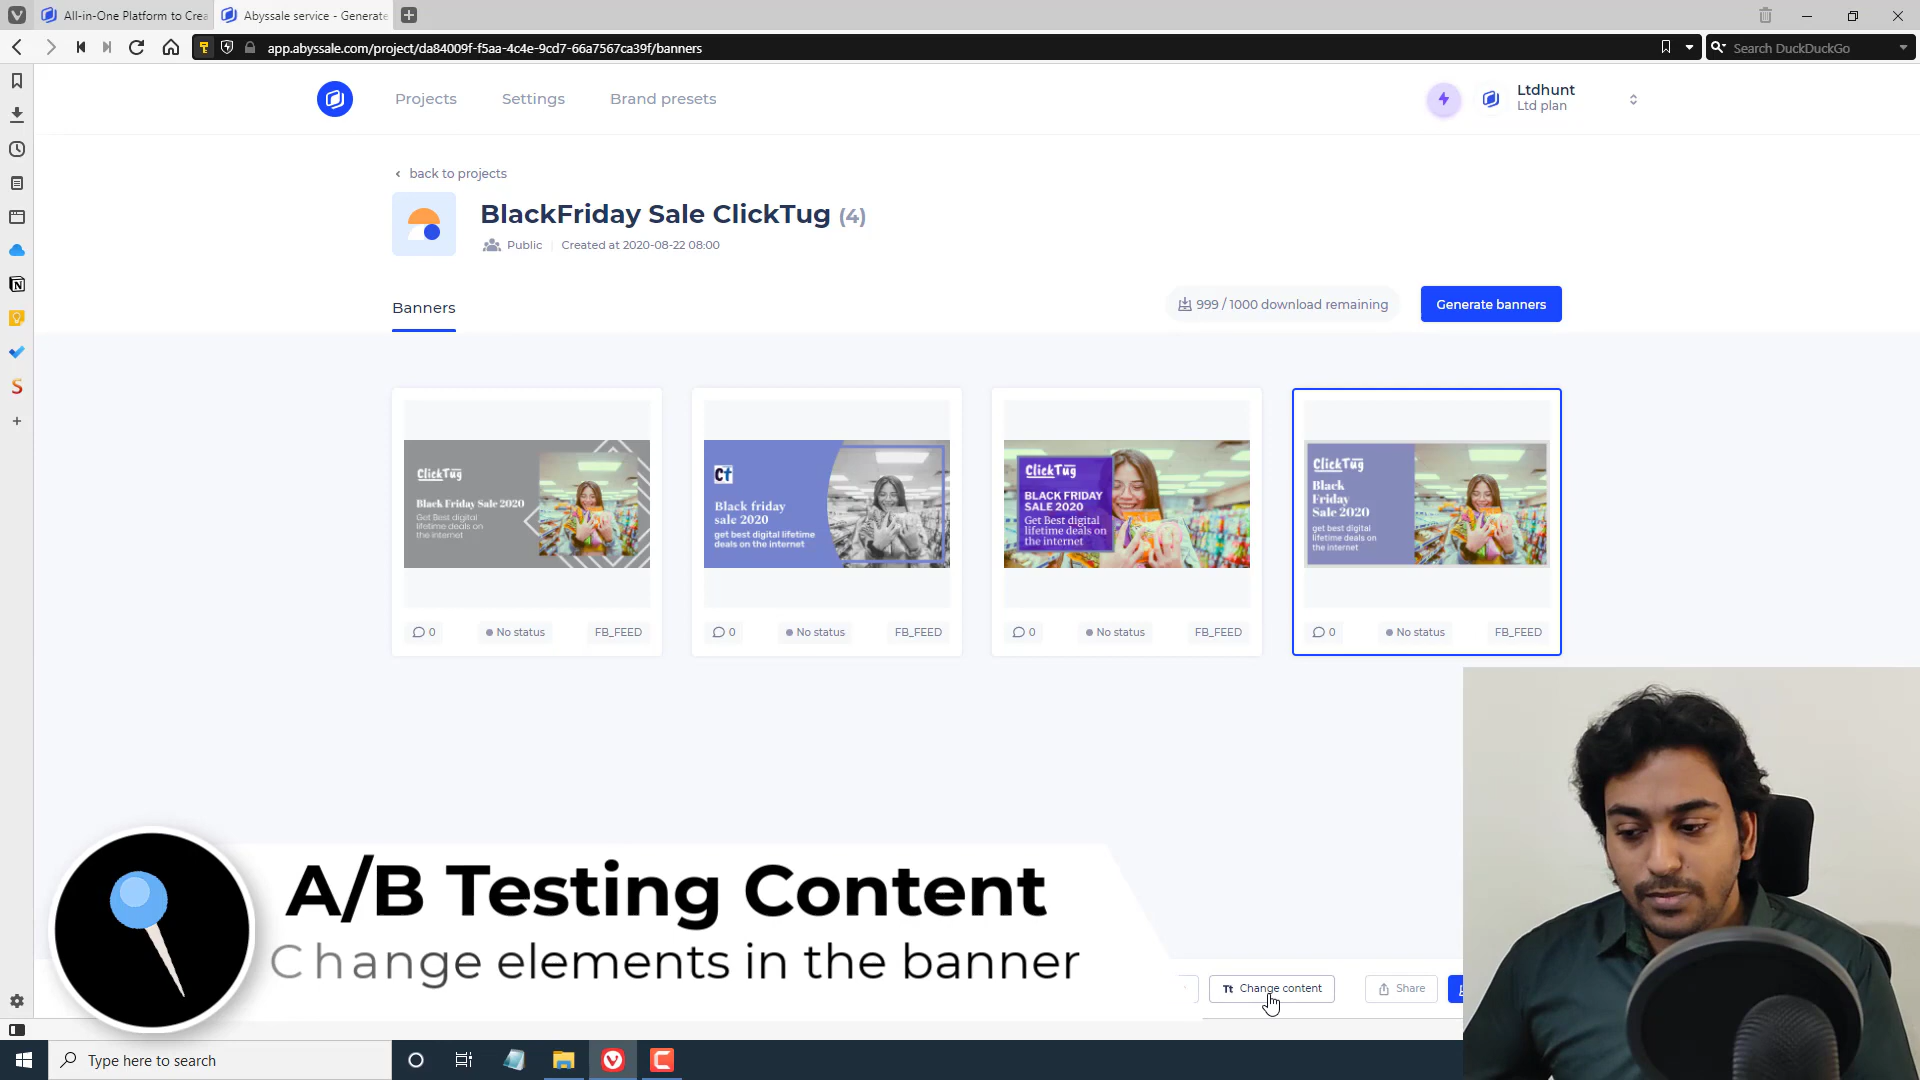 All-in-One Platform to Crea
Abyssale service - Generate
app.abyssale.com/project/da84009f-f5aa-4c4e-9cd7-66a7567ca39f/banners
Search DuckDuckGo
Projects
Settings
Brand presets
Ltdhunt
Ltd plan
back to projects
BlackFriday Sale ClickTug (4)
Public
Created at 2020-08-22 08:00
Banners
999 / 1000 download remaining
Generate banners
ClickTug
Black Friday Sale 2020
Get Best digital
lifetime deals on
the internet
Ct
Black friday
sale 2020
get best digital lifetime
deals on the internet
ClickTug
BLACK FRIDAY
SALE 2020
Get Best digital
lifetime deals on
the internet
ClickTug
Black
Friday
Sale 2020
get best digital
lifetime deals on
the internet
0
No status
FB_FEED
0
No status
FB_FEED
0
No status
FB_FEED
0
No status
FB_FEED
A/B Testing Content
Change elements in the banner
Tt Change content
Share
Type here to search